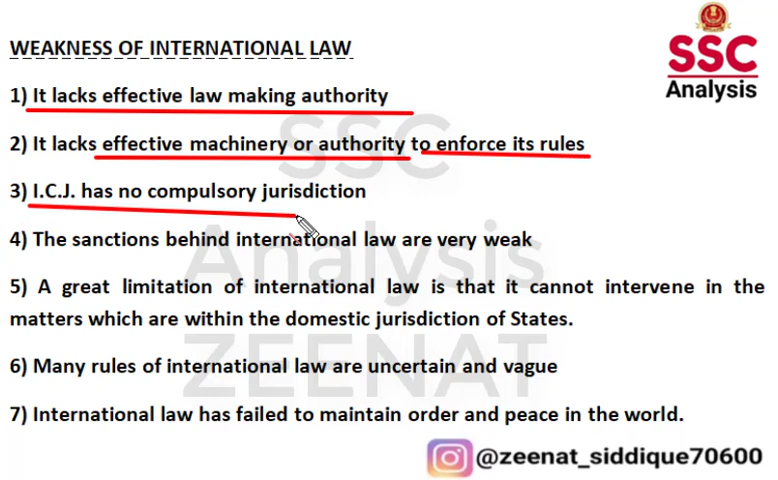 WEAKNESS OF INTERNATIONAL LAW
SSC
Analysis
1) It lacks effective law making authority
2) It lacks effective machinery or authority to enforce its rules
3) I.C.J. has no compulsory jurisdiction
4) The sanctions behind international law are very weak
5) A great limitation of international law is that it cannot intervene in the
matters which are within the domestic jurisdiction of States.
6) Many rules of international law are uncertain and vague
7) International law has failed to maintain order and peace in the world.
SSC
Analysis
ZEENAT
@zeenat_siddique70600